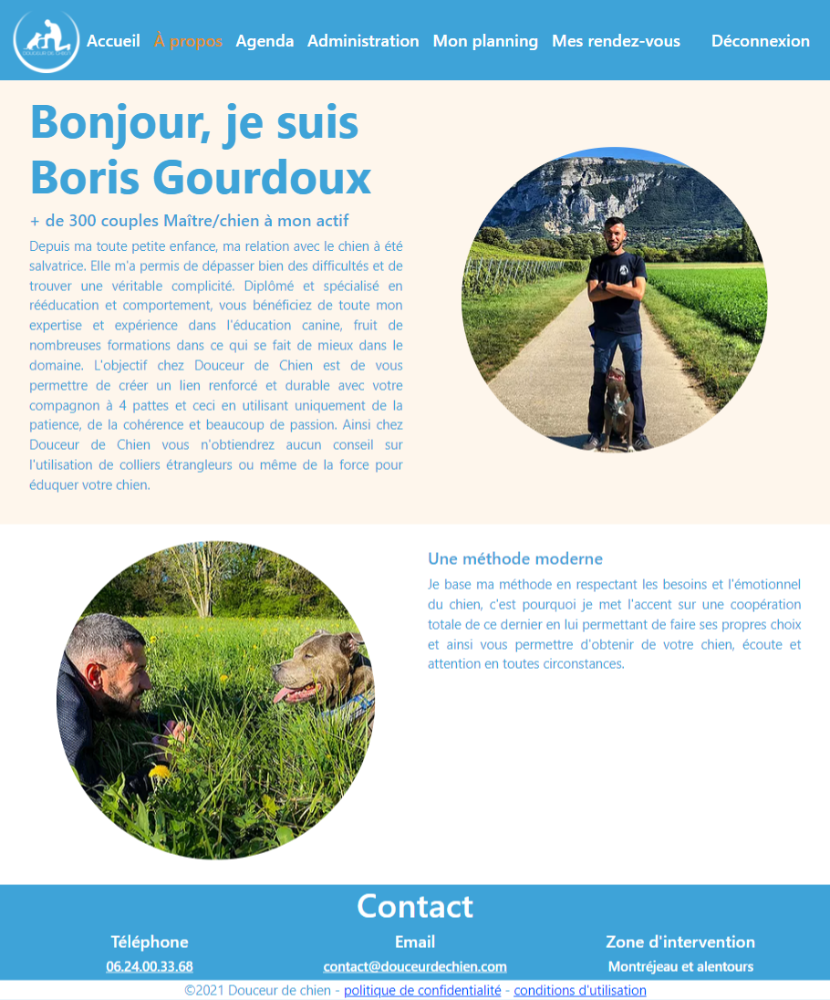 DOUCEUR DE CHIEN
Accueil À propos Agenda Administration Mon planning Mes rendez-vous Déconnexion
Bonjour, je suis
Boris Gourdoux
+ de 300 couples Maître/chien à mon actif
Depuis ma toute petite enfance, ma relation avec le chien à été
salvatrice. Elle m'a permis de dépasser bien des difficultés et de
trouver une véritable complicité. Diplômé et spécialisé en
rééducation et comportement, vous bénéficiez de toute mon
expertise et expérience dans l'éducation canine, fruit de
nombreuses formations dans ce qui se fait de mieux dans le
domaine. L'objectif chez Douceur de Chien est de vous
permettre de créer un lien renforcé et durable avec votre
compagnon à 4 pattes et ceci en utilisant uniquement de la
patience, de la cohérence et beaucoup de passion. Ainsi chez
Douceur de Chien vous n'obtiendrez aucun conseil sur
l'utilisation de colliers étrangleurs ou même de la force pour
éduquer votre chien.
Une méthode moderne
Je base ma méthode en respectant les besoins et l'émotionnel
du chien, c'est pourquoi je met l'accent sur une coopération
totale de ce dernier en lui permettant de faire ses propres choix
et ainsi vous permettre d'obtenir de votre chien, écoute et
attention en toutes circonstances.
Contact
Téléphone Email Zone d'intervention
06.24.00.33.68 contact@douceurdechien.com Montréjeau et alentours
©2021 Douceur de chien - politique de confidentialité - conditions d'utilisation